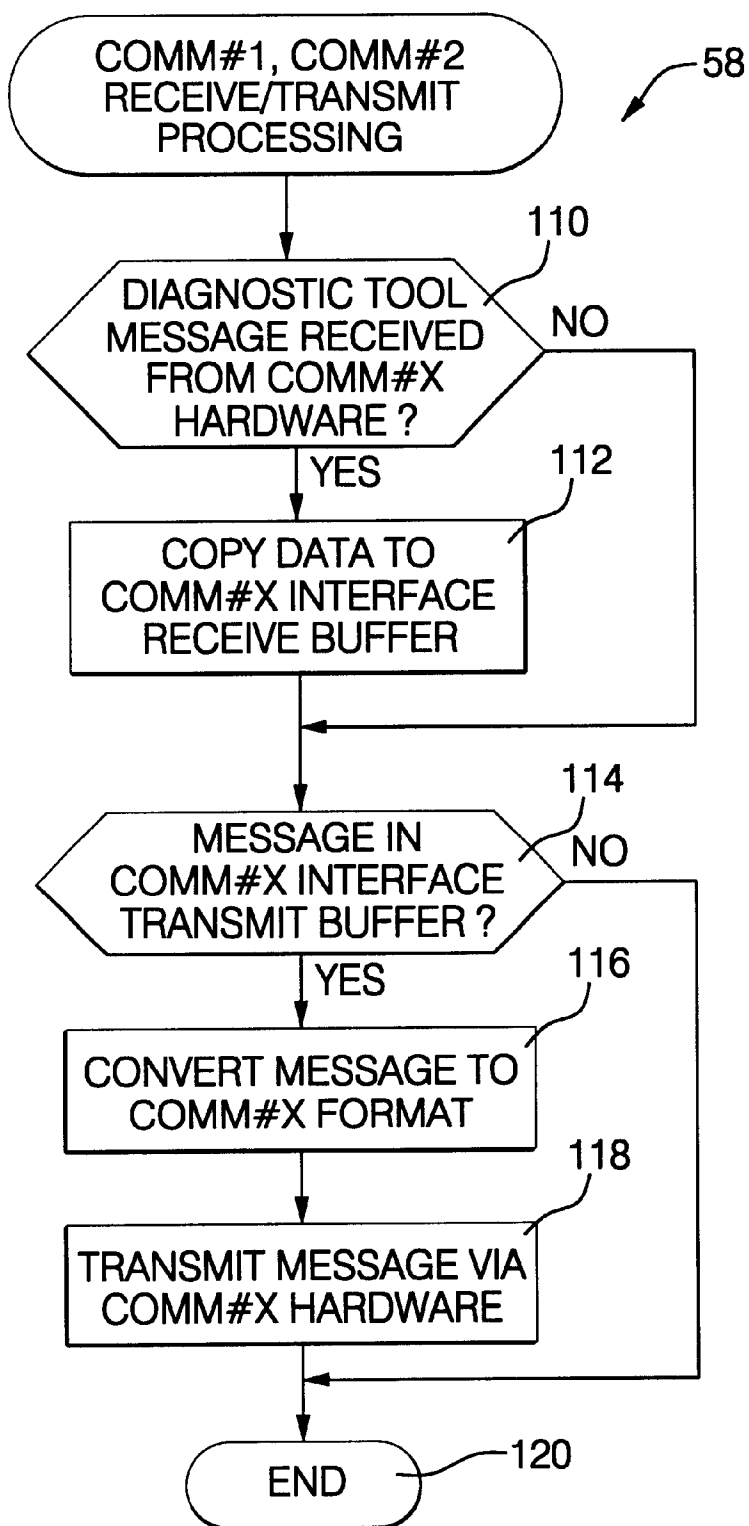 COMM#1, COMM#2
RECEIVE/TRANSMIT
PROCESSING
58
110
DIAGNOSTIC TOOL
MESSAGE RECEIVED
FROM COMM#X
HARDWARE ?
NO
YES
112
COPY DATA TO
COMM#X INTERFACE
RECEIVE BUFFER
114
MESSAGE IN
COMM#X INTERFACE
TRANSMIT BUFFER ?
NO
YES
116
CONVERT MESSAGE TO
COMM#X FORMAT
118
TRANSMIT MESSAGE VIA
COMM#X HARDWARE
END
120